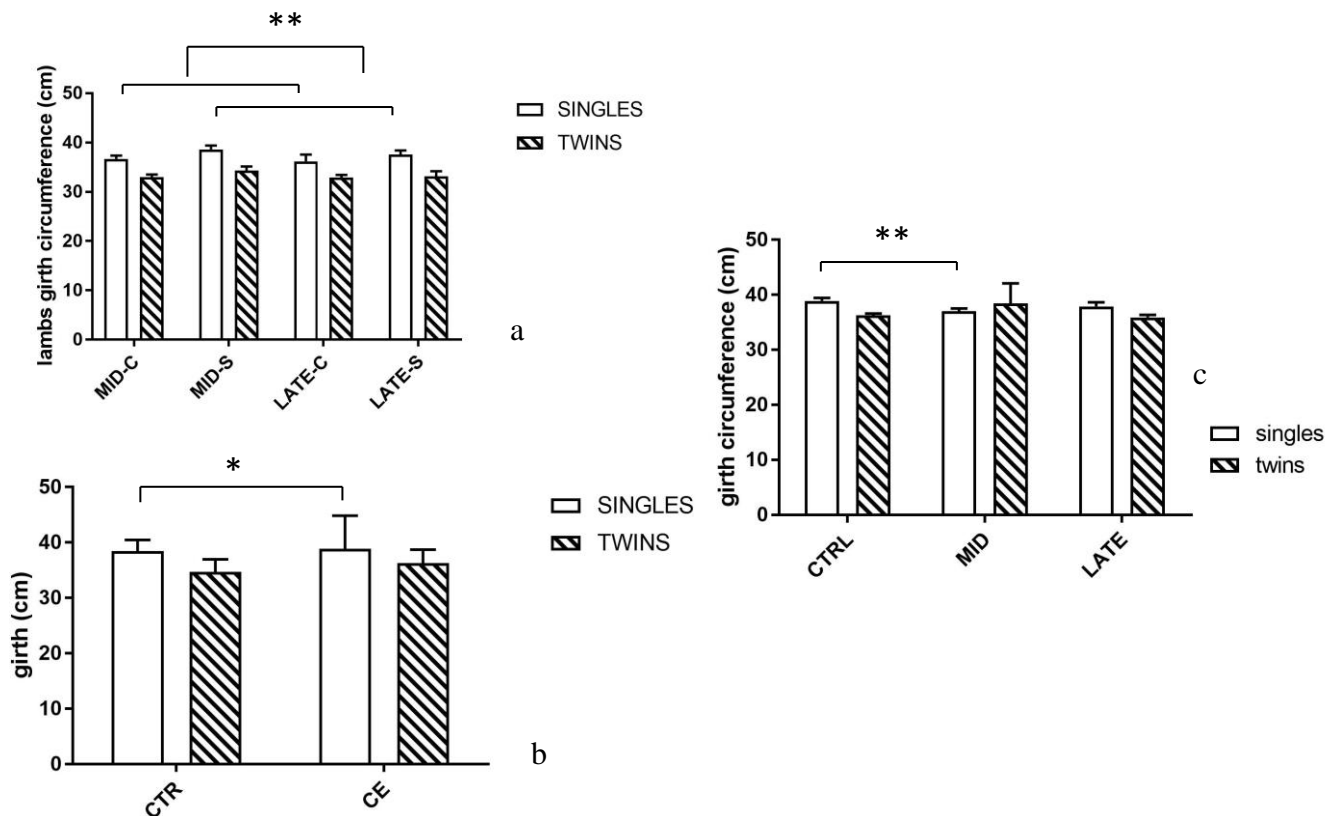 **
lambs girth circumference (cm)
50
40
30
20
10
0
MID-C
MID-S
LATE-C
LATE-S
SINGLES
TWINS
a
*
girth (cm)
50
40
30
20
10
0
CTR
CE
SINGLES
TWINS
b
**
girth circumference (cm)
50
40
30
20
10
0
CTRL
MID
LATE
c
singles
twins